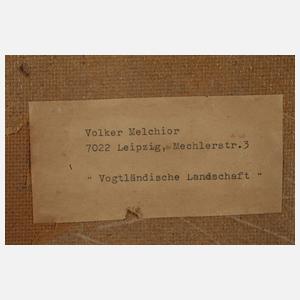 Volker Melchior
7022 Leipzig, Mechlerstr.3
" Vogtländische Landschaft "